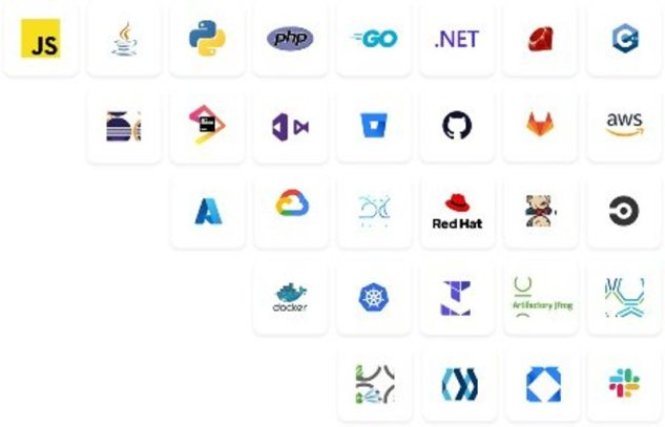 JS
php
GO
.NET
C++
aws
Red Hat
docker
Artifactory jfrog